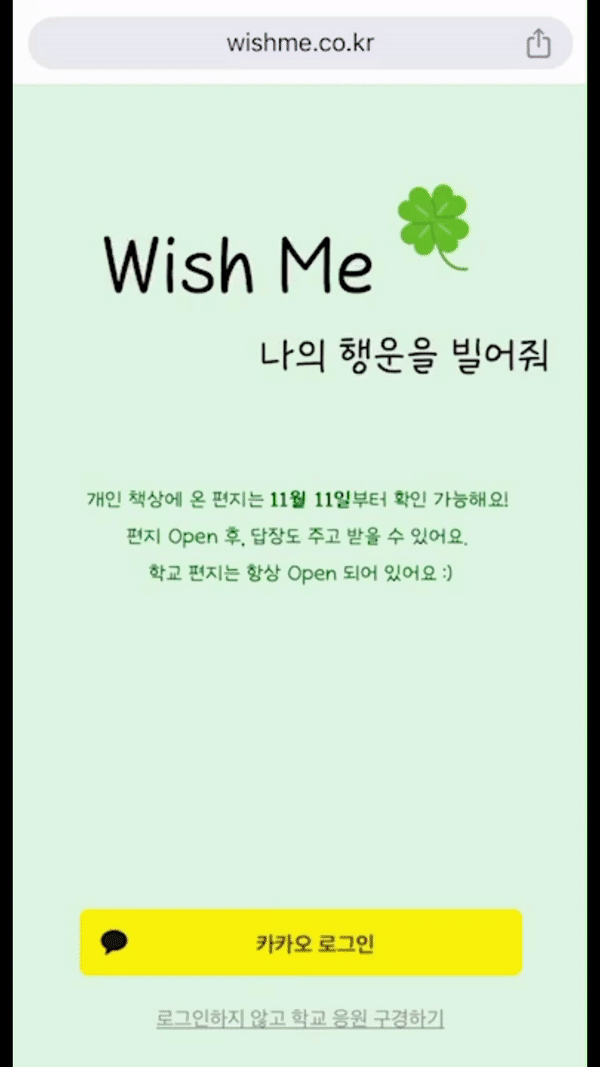 wishme.co.kr
Wish Me
나의 행운을 빌어줘
개인 책상에 온 편지는 11월 11일부터 확인 가능해요!
편지 Open 후, 답장도 주고 받을 수 있어요.
학교 편지는 항상 Open 되어 있어요 :)
카카오 로그인
로그인하지 않고 학교 응원 구경하기